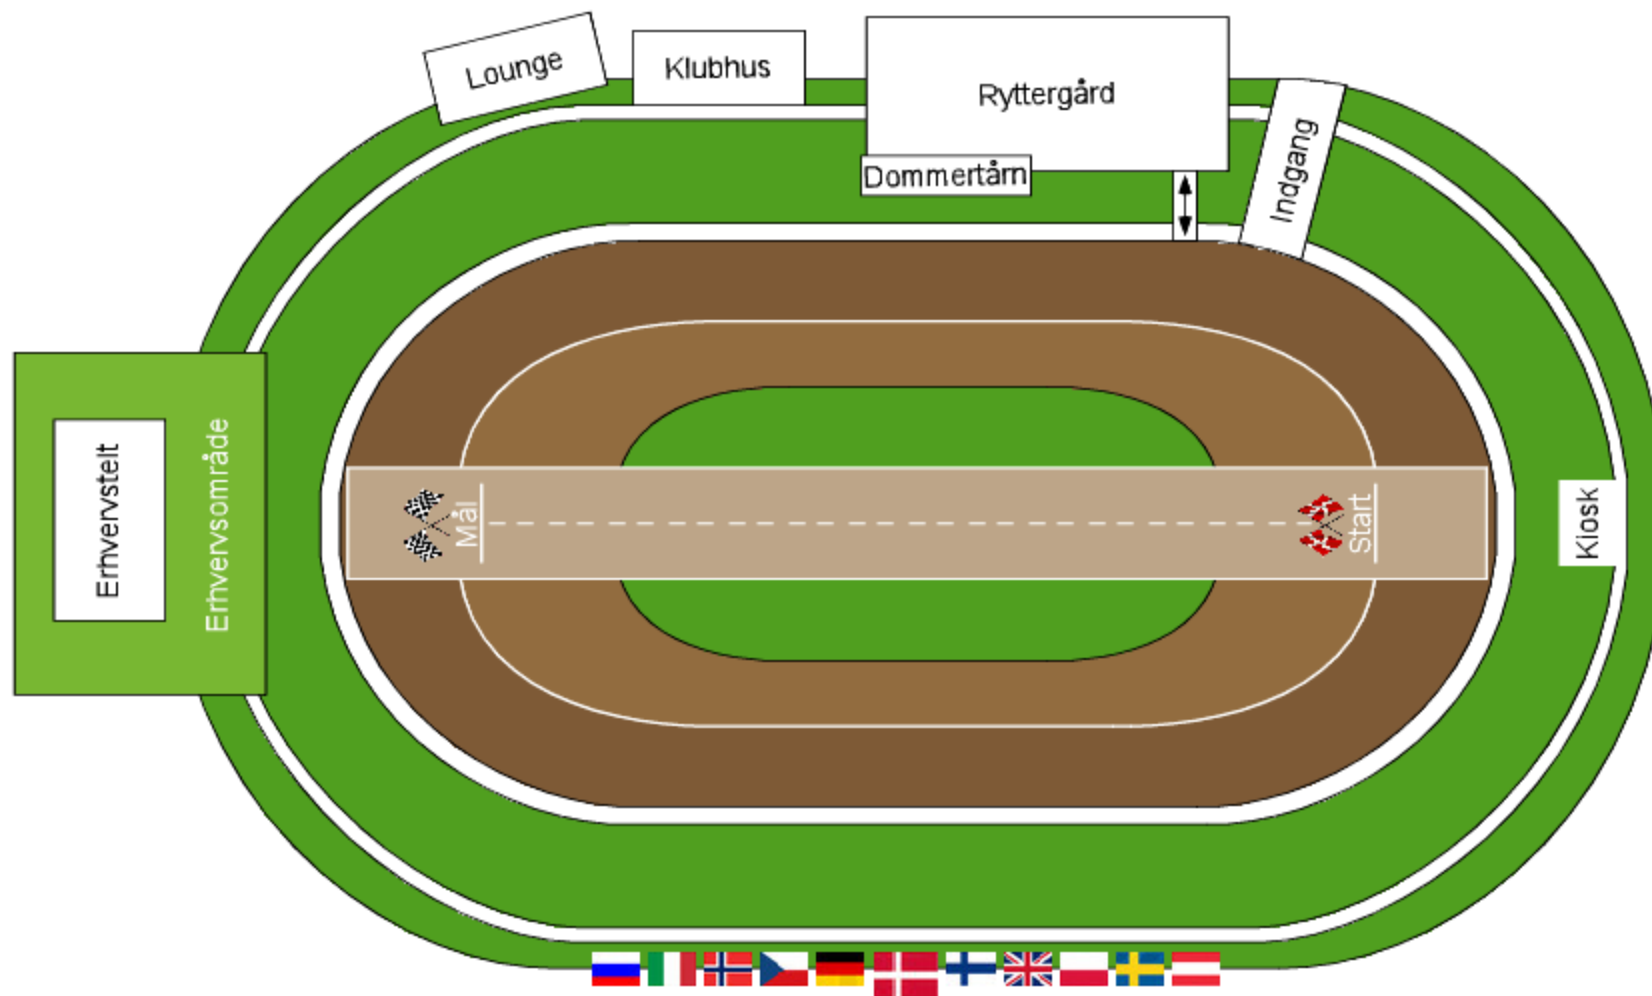 Lounge
Klubhus
Ryttergård
Dommertårn
Indgang
Erhvervstelt
Erhvervsområde
Mål
Start
Kiosk